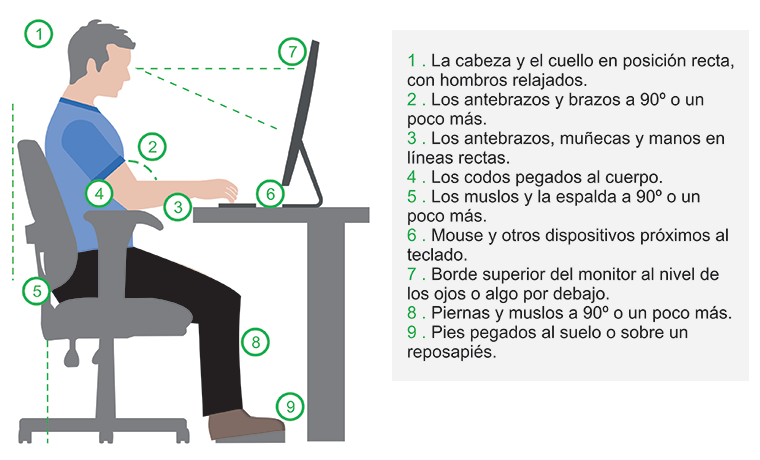 1
7
2
4
3
6
5
8
9
1 . La cabeza y el cuello en posición recta,
con hombros relajados.
2 . Los antebrazos y brazos a 90º o un
poco más.
3 . Los antebrazos, muñecas y manos en
líneas rectas.
4 . Los codos pegados al cuerpo.
5 . Los muslos y la espalda a 90º o un
poco más.
6 . Mouse y otros dispositivos próximos al
teclado.
7 . Borde superior del monitor al nivel de
los ojos o algo por debajo.
8 . Piernas y muslos a 90º o un poco más.
9 . Pies pegados al suelo o sobre un
reposapiés.